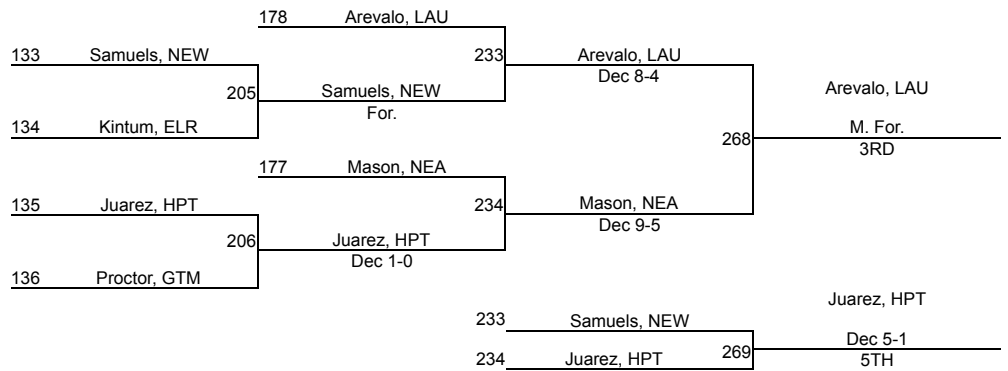 178 Arevalo, LAU
133 Samuels, NEW
233 Arevalo, LAU
Dec 8-4
205 Samuels, NEW
For.
Arevalo, LAU
134 Kintum, ELR
268 M. For.
3RD
177 Mason, NEA
135 Juarez, HPT
234 Mason, NEA
Dec 9-5
206 Juarez, HPT
Dec 1-0
136 Proctor, GTM
Juarez, HPT
233 Samuels, NEW
Dec 5-1
234 Juarez, HPT
269 5TH